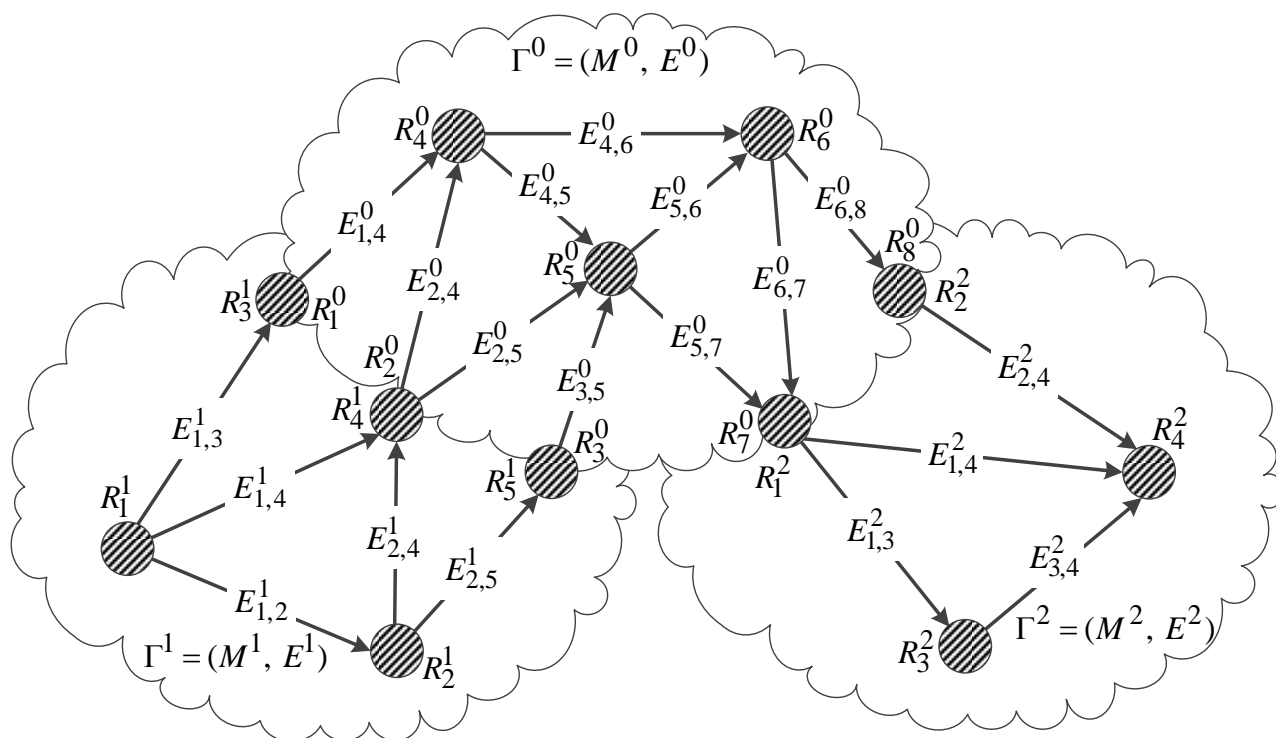 Γ^0 = (M^0, E^0)
R_4^0
E_{4,6}^0
R_6^0
E_{4,5}^0
E_{5,6}^0
E_{6,8}^0
E_{1,4}^0
R_8^0
R_5^0
R_3^1
R_1^0
E_{2,4}^0
E_{6,7}^0
R_2^2
E_{2,5}^0
E_{5,7}^0
R_2^0
E_{3,5}^0
E_{2,4}^2
R_4^1
R_3^0
R_7^0
R_4^2
E_{1,3}^1
E_{1,4}^2
R_1^1
E_{1,4}^1
R_5^1
R_1^2
E_{2,4}^1
E_{1,3}^2
E_{2,5}^1
E_{3,4}^2
E_{1,2}^1
Γ^1 = (M^1, E^1)
R_2^1
R_3^2
Γ^2 = (M^2, E^2)